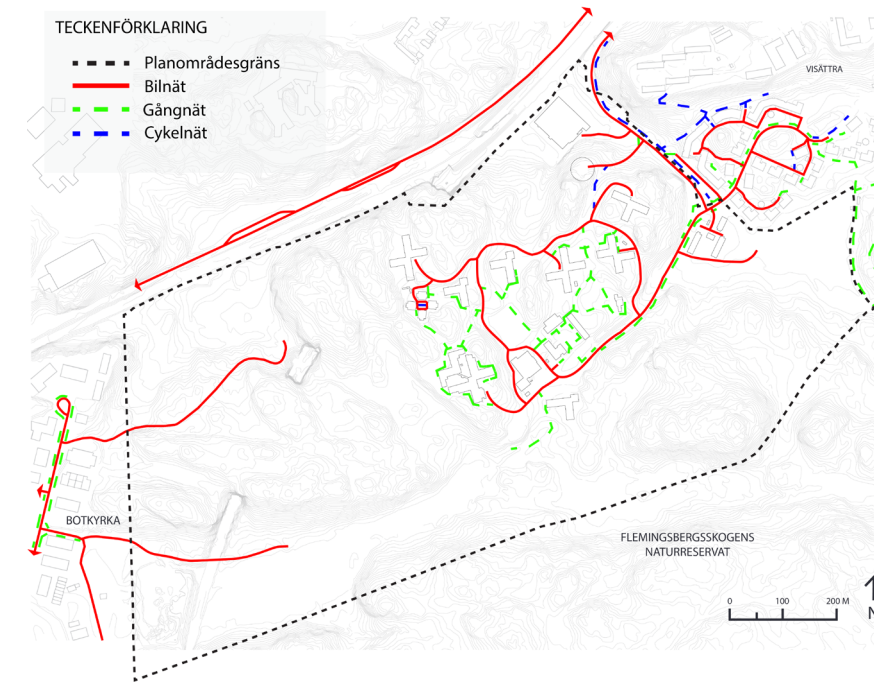 TECKENFÖRKLARING
Planområdesgräns
Bilnät
Gångnät
Cykelnät
VISÄTTRA
BOTKYRKA
FLEMINGSBERGSSKOGENS
NATURRESERVAT
0 100 200 M
N